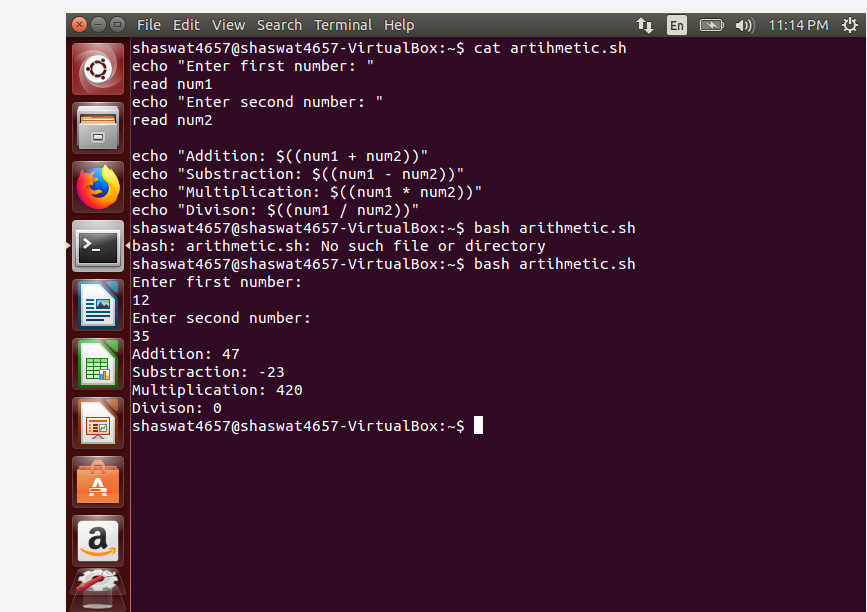 File Edit View Search Terminal Help En 11:14 PM
shaswat4657@shaswat4657-VirtualBox:~$ cat artihmetic.sh
echo "Enter first number: "
read num1
echo "Enter second number: "
read num2
echo "Addition: $((num1 + num2))"
echo "Substraction: $((num1 - num2))"
echo "Multiplication: $((num1 * num2))"
echo "Divison: $((num1 / num2))"
shaswat4657@shaswat4657-VirtualBox:~$ bash arithmetic.sh
bash: arithmetic.sh: No such file or directory
shaswat4657@shaswat4657-VirtualBox:~$ bash artihmetic.sh
Enter first number:
12
Enter second number:
35
Addition: 47
Substraction: -23
Multiplication: 420
Divison: 0
shaswat4657@shaswat4657-VirtualBox:~$